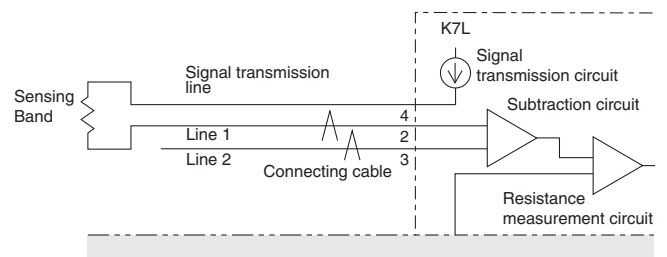 K7L
Signal
transmission circuit
Signal transmission
line
Sensing
Band
Subtraction circuit
4
Line 1
2
Line 2
3
Connecting cable
Resistance
measurement circuit